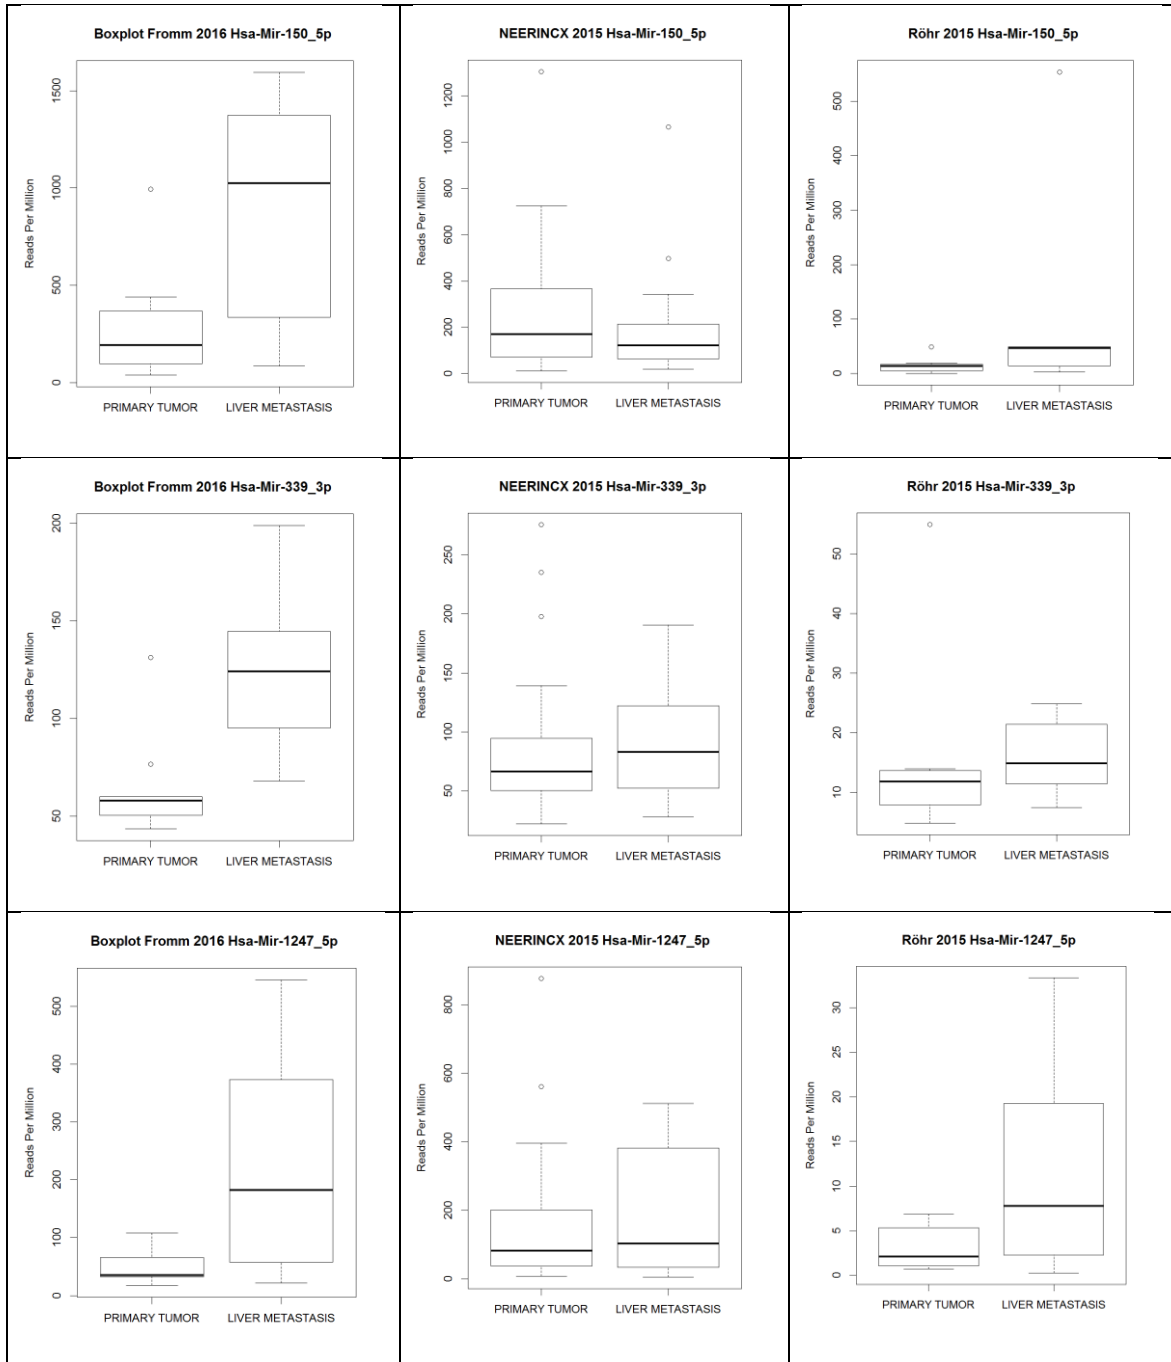 Boxplot Fromm 2016 Hsa-Mir-150_5p
Reads Per Million
1500
1000
500
0
PRIMARY TUMOR
LIVER METASTASIS
NEERINCX 2015 Hsa-Mir-150_5p
Reads Per Million
1200
1000
800
600
400
200
0
PRIMARY TUMOR
LIVER METASTASIS
Röhr 2015 Hsa-Mir-150_5p
Reads Per Million
500
400
300
200
100
50
0
PRIMARY TUMOR
LIVER METASTASIS
Boxplot Fromm 2016 Hsa-Mir-339_3p
Reads Per Million
200
150
100
50
PRIMARY TUMOR
LIVER METASTASIS
NEERINCX 2015 Hsa-Mir-339_3p
Reads Per Million
250
200
150
100
50
PRIMARY TUMOR
LIVER METASTASIS
Röhr 2015 Hsa-Mir-339_3p
Reads Per Million
50
40
30
20
10
PRIMARY TUMOR
LIVER METASTASIS
Boxplot Fromm 2016 Hsa-Mir-1247_5p
Reads Per Million
500
400
300
200
100
0
PRIMARY TUMOR
LIVER METASTASIS
NEERINCX 2015 Hsa-Mir-1247_5p
Reads Per Million
800
600
400
200
0
PRIMARY TUMOR
LIVER METASTASIS
Röhr 2015 Hsa-Mir-1247_5p
Reads Per Million
30
25
20
15
10
5
0
PRIMARY TUMOR
LIVER METASTASIS